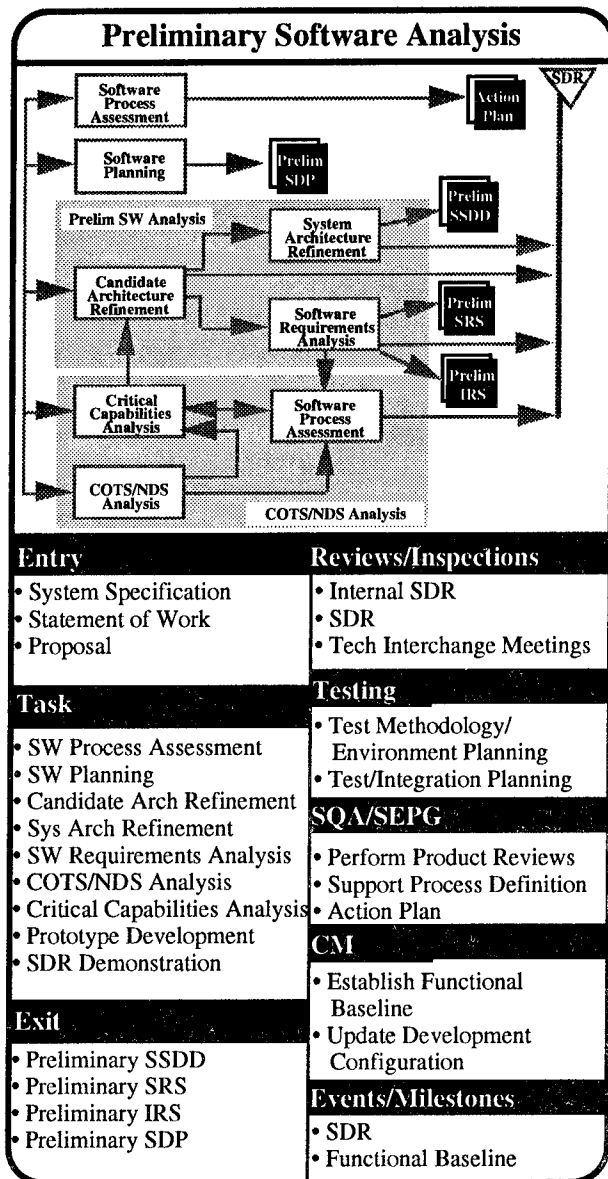 Preliminary Software Analysis
SDR
Software
Process
Assessment
Action
Plan
Software
Planning
Prelim
SDP
Prelim SW Analysis
System
Architecture
Refinement
Prelim
SSDD
Candidate
Architecture
Refinement
Software
Requirements
Analysis
Prelim
SRS
Prelim
IRS
Critical
Capabilities
Analysis
Software
Process
Assessment
COTS/NDS
Analysis
COTS/NDS Analysis
Entry
• System Specification
• Statement of Work
• Proposal
Task
• SW Process Assessment
• SW Planning
• Candidate Arch Refinement
• Sys Arch Refinement
• SW Requirements Analysis
• COTS/NDS Analysis
• Critical Capabilities Analysis
• Prototype Development
• SDR Demonstration
Exit
• Preliminary SSDD
• Preliminary SRS
• Preliminary IRS
• Preliminary SDP
Reviews/Inspections
• Internal SDR
• SDR
• Tech Interchange Meetings
Testing
• Test Methodology/
Environment Planning
• Test/Integration Planning
SQA/SEPG
• Perform Product Reviews
• Support Process Definition
• Action Plan
CM
• Establish Functional
Baseline
• Update Development
Configuration
Events/Milestones
• SDR
• Functional Baseline